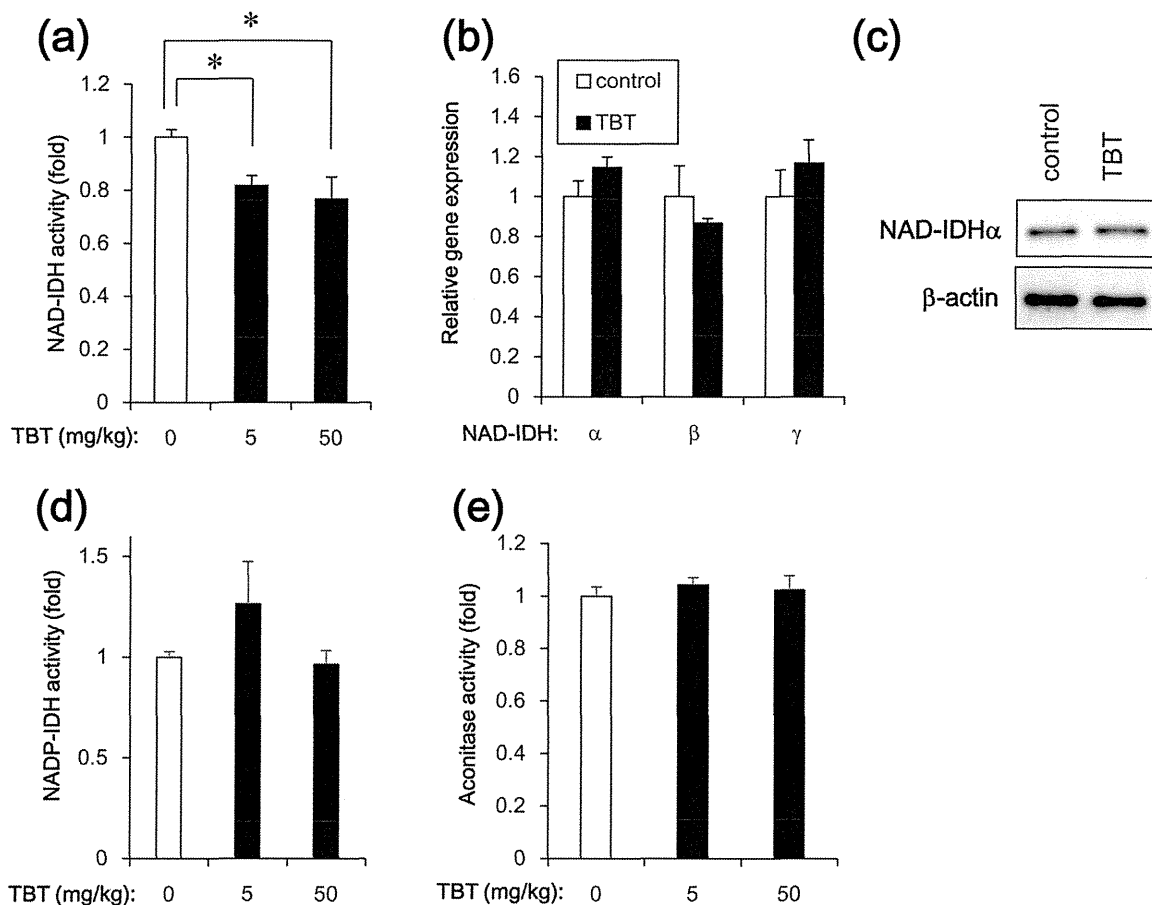 (a)
*
*
1.2
1
0.8
0.6
0.4
0.2
0
NAD-IDH activity (fold)
TBT (mg/kg): 0 5 50
(b)
1.6
1.4
1.2
1
0.8
0.6
0.4
0.2
0
Relative gene expression
control
TBT
NAD-IDH: α β γ
(c)
control
TBT
NAD-IDHα
β-actin
(d)
1.5
1
0.5
0
NADP-IDH activity (fold)
TBT (mg/kg): 0 5 50
(e)
1.2
1
0.8
0.6
0.4
0.2
0
Aconitase activity (fold)
TBT (mg/kg): 0 5 50